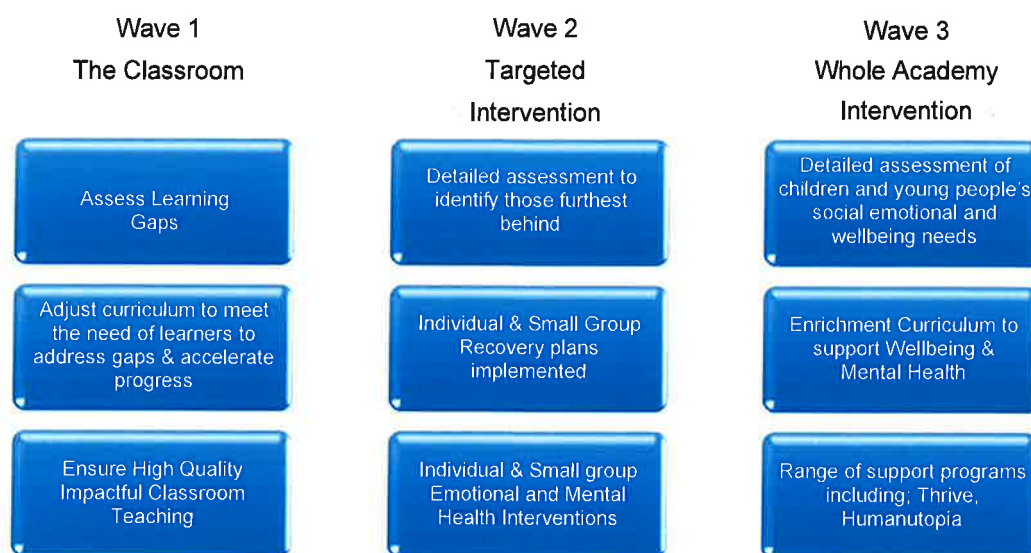 Wave 1
The Classroom
Assess Learning
Gaps
Adjust curriculum to meet
the need of learners to
address gaps & accelerate
progress
Ensure High Quality
Impactful Classroom
Teaching
Wave 2
Targeted
Intervention
Detailed assessment to
identify those furthest
behind
Individual & Small Group
Recovery plans
implemented
Individual & Small group
Emotional and Mental
Health Interventions
Wave 3
Whole Academy
Intervention
Detailed assessment of
children and young people's
social emotional and
wellbeing needs
Enrichment Curriculum to
support Wellbeing &
Mental Health
Range of support programs
including; Thrive,
Humanutopia